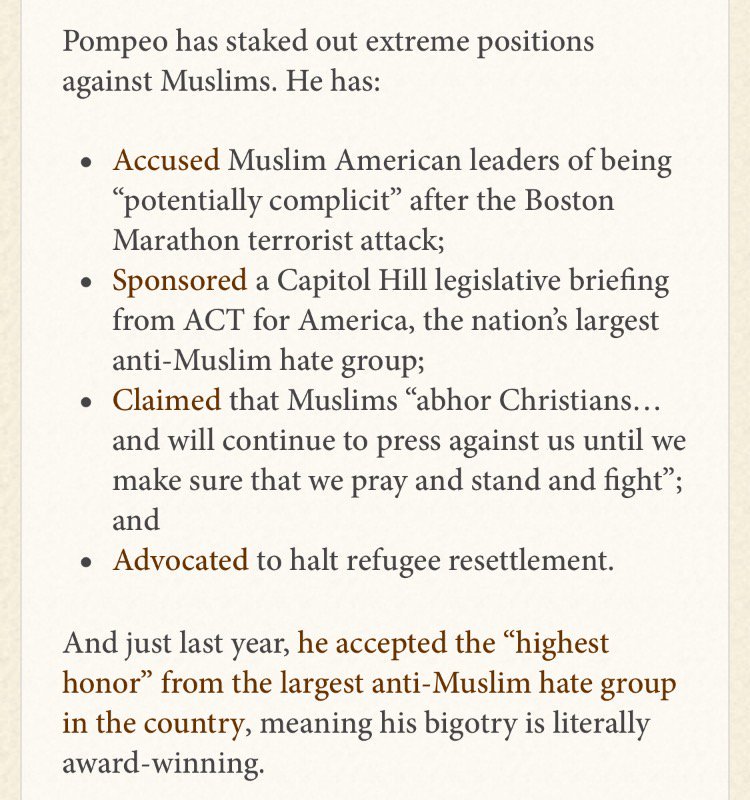 Pompeo has staked out extreme positions
against Muslims. He has:
• Accused Muslim American leaders of being
“potentially complicit” after the Boston
Marathon terrorist attack;
• Sponsored a Capitol Hill legislative briefing
from ACT for America, the nation’s largest
anti-Muslim hate group;
• Claimed that Muslims “abhor Christians…
and will continue to press against us until we
make sure that we pray and stand and fight”;
and
• Advocated to halt refugee resettlement.
And just last year, he accepted the “highest
honor” from the largest anti-Muslim hate group
in the country, meaning his bigotry is literally
award-winning.